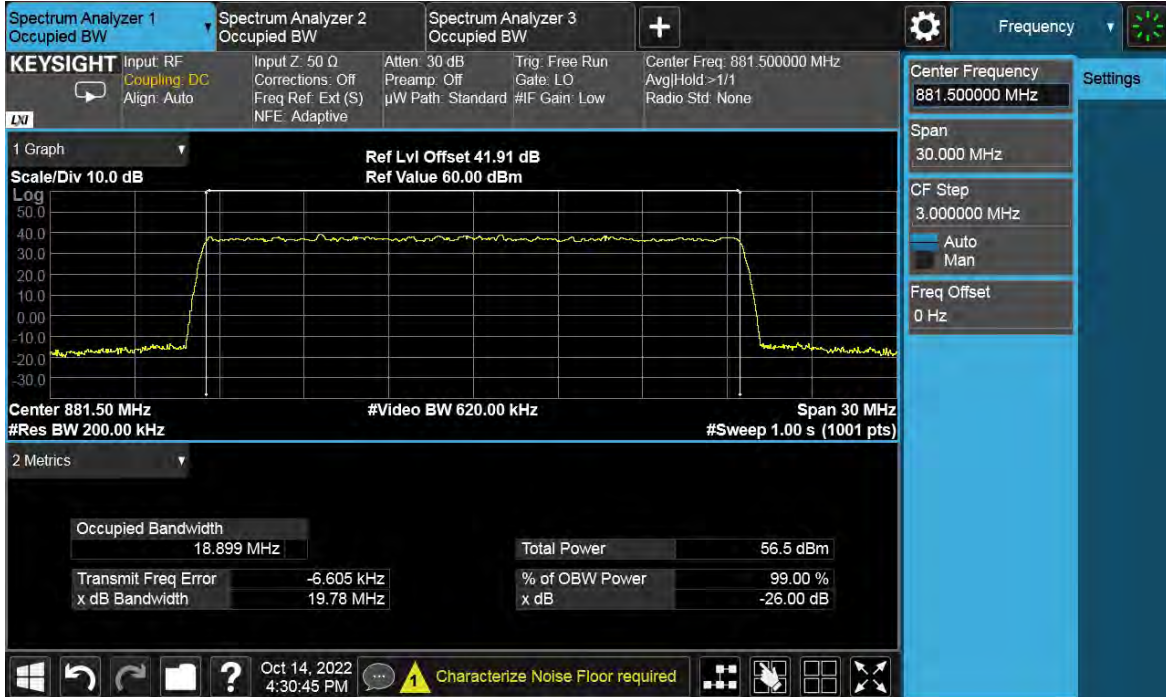 Spectrum Analyzer 1
Occupied BW
Spectrum Analyzer 2
Occupied BW
Spectrum Analyzer 3
Occupied BW
Frequency
KEYSIGHT
LXI
Input: RF
Coupling: DC
Align: Auto
Input Z: 50 Ω
Corrections: Off
Freq Ref: Ext (S)
NFE: Adaptive
Atten: 30 dB
Preamp: Off
µW Path: Standard
Trig: Free Run
Gate: LO
#IF Gain: Low
Center Freq: 881.500000 MHz
Avg|Hold:>1/1
Radio Std: None
Center Frequency
881.500000 MHz
Settings
Span
30.000 MHz
CF Step
3.000000 MHz
Auto
Man
Freq Offset
0 Hz
1 Graph
Scale/Div 10.0 dB
Ref Lvl Offset 41.91 dB
Ref Value 60.00 dBm
Log
50.0
40.0
30.0
20.0
10.0
0.00
-10.0
-20.0
-30.0
Center 881.50 MHz
#Res BW 200.00 kHz
#Video BW 620.00 kHz
Span 30 MHz
#Sweep 1.00 s (1001 pts)
2 Metrics
Occupied Bandwidth
18.899 MHz
Total Power 56.5 dBm
Transmit Freq Error -6.605 kHz
% of OBW Power 99.00 %
x dB Bandwidth 19.78 MHz
x dB -26.00 dB
?
Oct 14, 2022
4:30:45 PM
1
Characterize Noise Floor required